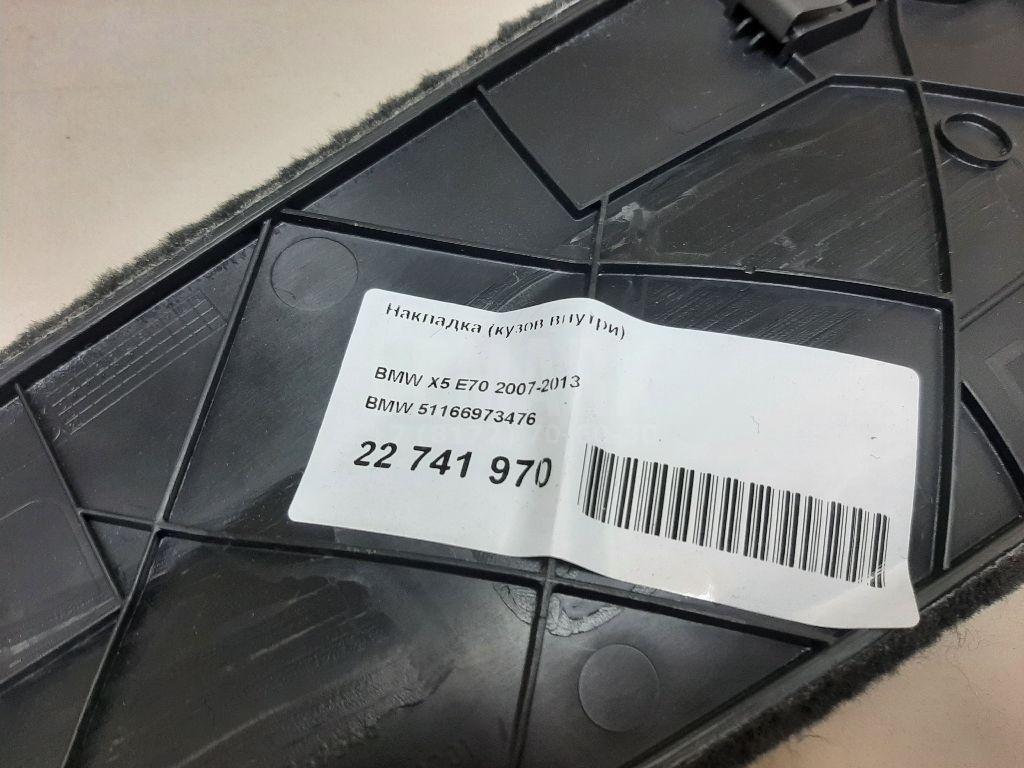 Накладка (кузов внутри)
BMW X5 E70 2007-2013
BMW 51166973476
22 741 970